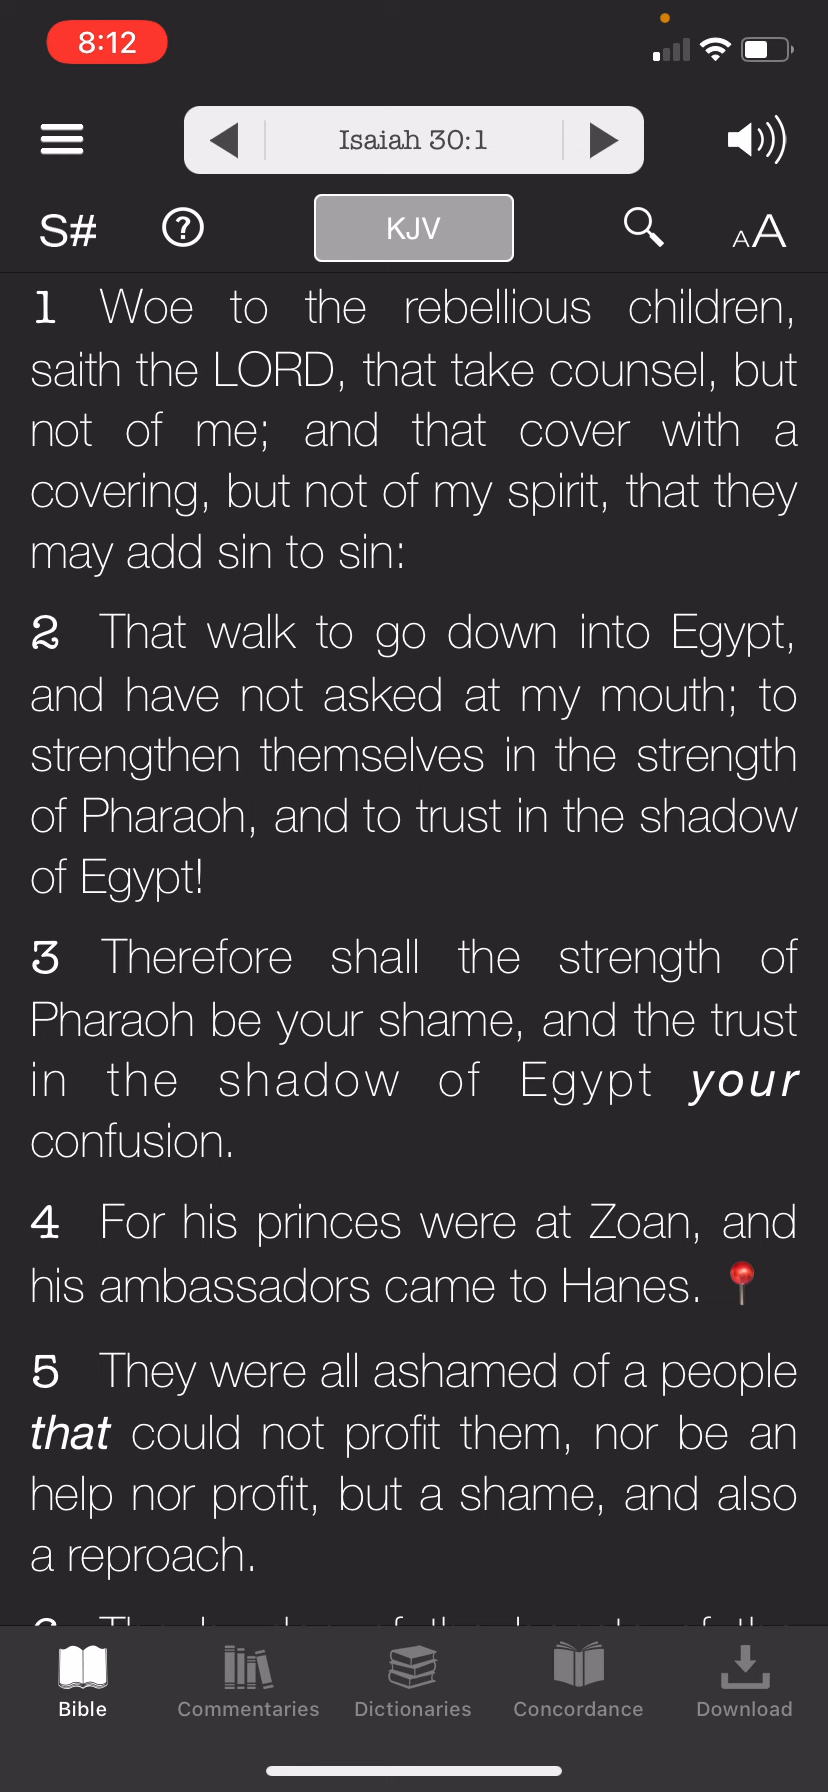 8:12
Isaiah 30:1
S#
?
KJV
AA
1 Woe to the rebellious children,
saith the LORD, that take counsel, but
not of me; and that cover with a
covering, but not of my spirit, that they
may add sin to sin:
2 That walk to go down into Egypt,
and have not asked at my mouth; to
strengthen themselves in the strength
of Pharaoh, and to trust in the shadow
of Egypt!
3 Therefore shall the strength of
Pharaoh be your shame, and the trust
in the shadow of Egypt your
confusion.
4 For his princes were at Zoan, and
his ambassadors came to Hanes.
5 They were all ashamed of a people
that could not profit them, nor be an
help nor profit, but a shame, and also
a reproach.
Bible
Commentaries
Dictionaries
Concordance
Download